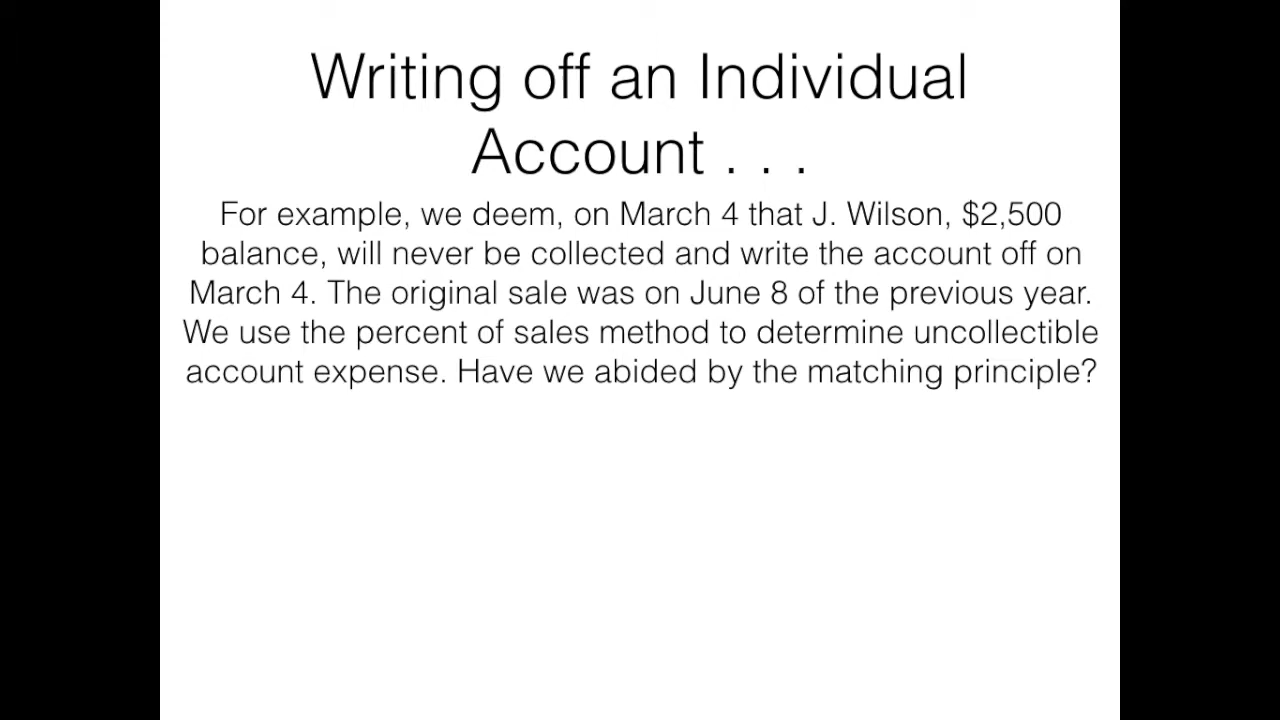 Writing off an Individual
Account . . .
For example, we deem, on March 4 that J. Wilson, $2,500
balance, will never be collected and write the account off on
March 4. The original sale was on June 8 of the previous year.
We use the percent of sales method to determine uncollectible
account expense. Have we abided by the matching principle?